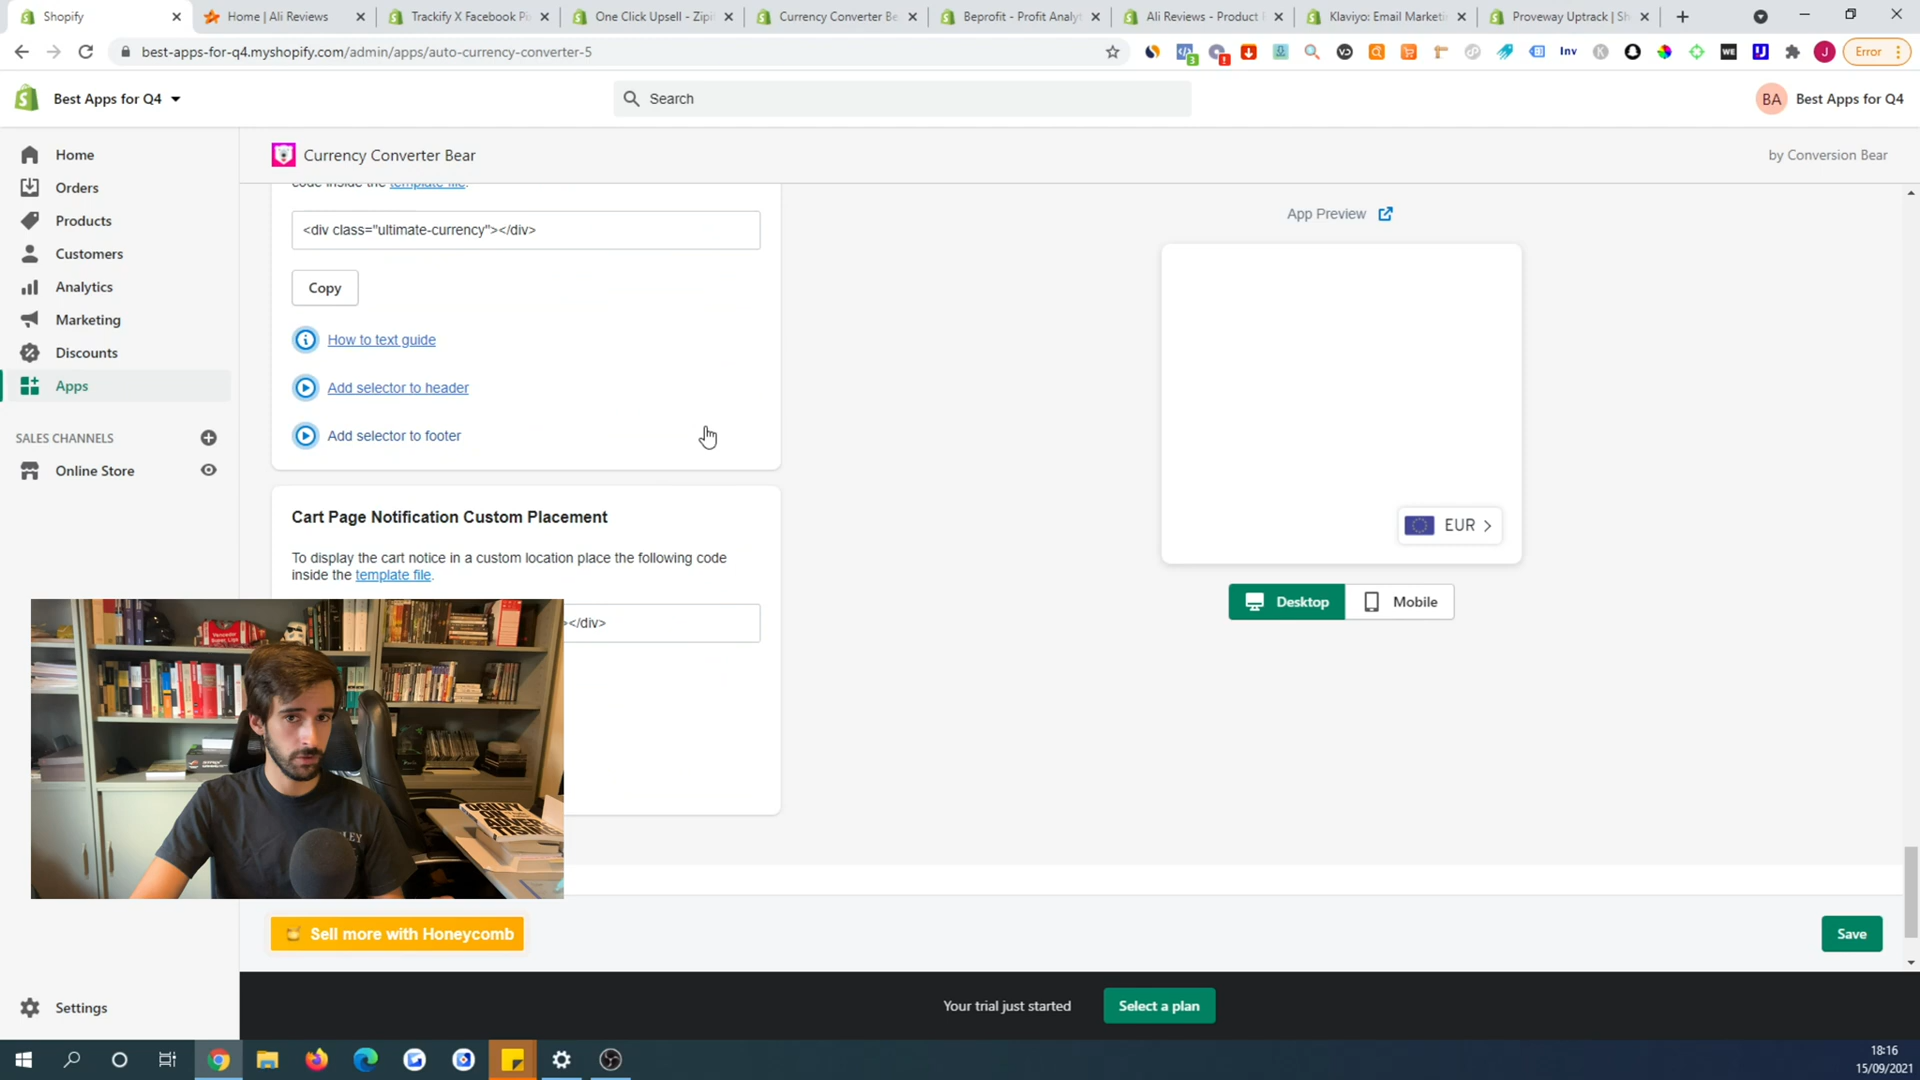 Shopify
Home | Ali Reviews
Trackify X Facebook Pi
One Click Upsell - Zipi
Currency Converter Be
Beprofit - Profit Analyt
Ali Reviews - Product
Klaviyo: Email Marketi
Proveway Uptrack | Sh
best-apps-for-q4.myshopify.com/admin/apps/auto-currency-converter-5
Inv
WE
J
Error
Best Apps for Q4
Search
BA
Best Apps for Q4
Home
Orders
Products
Customers
Analytics
Marketing
Discounts
Apps
SALES CHANNELS
Online Store
Settings
Currency Converter Bear
by Conversion Bear
code inside the template file.
<div class="ultimate-currency"></div>
Copy
How to text guide
Add selector to header
Add selector to footer
Cart Page Notification Custom Placement
To display the cart notice in a custom location place the following code
inside the template file.
></div>
App Preview
EUR
Desktop
Mobile
OGILVY
ON
ADVER
TISING
Sell more with Honeycomb
Save
Your trial just started
Select a plan
18:16
15/09/2021